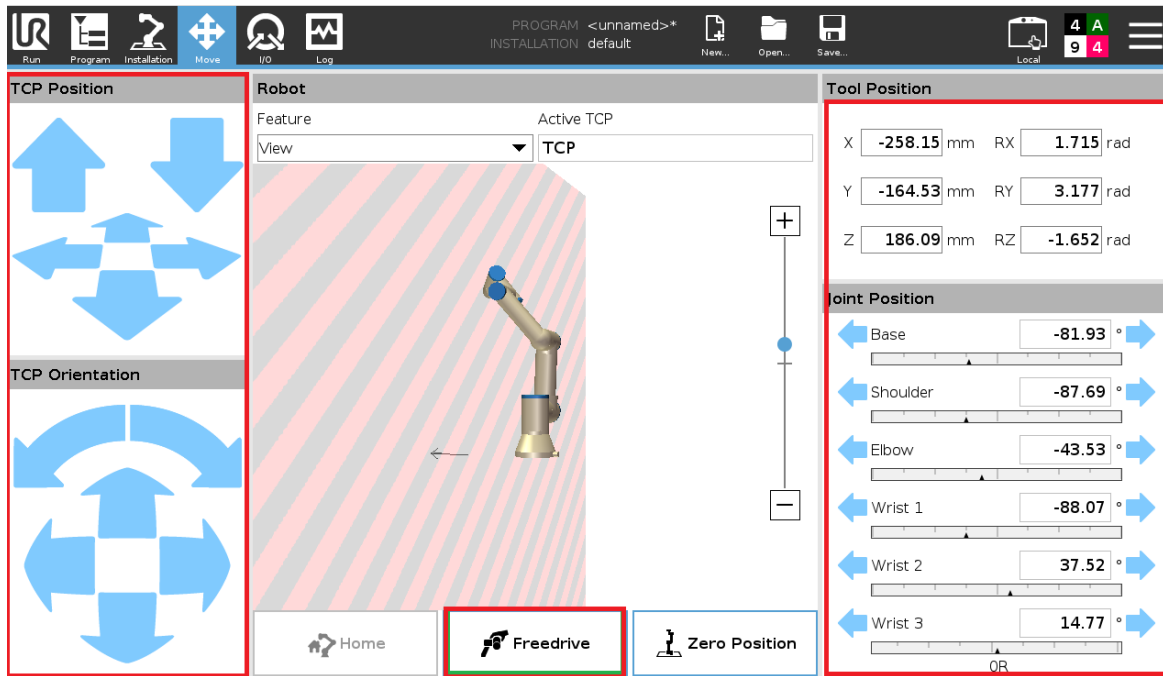 UR
PROGRAM <unnamed>*
INSTALLATION default
4 A
9 4
Run Program Installation Move I/O Log New... Open... Save... Local
TCP Position
Robot
Tool Position
Feature Active TCP
View TCP
X -258.15 mm RX 1.715 rad
Y -164.53 mm RY 3.177 rad
Z 186.09 mm RZ -1.652 rad
+
Joint Position
Base -81.93 °
TCP Orientation
Shoulder -87.69 °
Elbow -43.53 °
Wrist 1 -88.07 °
−
Wrist 2 37.52 °
Wrist 3 14.77 °
Home Freedrive Zero Position
0R